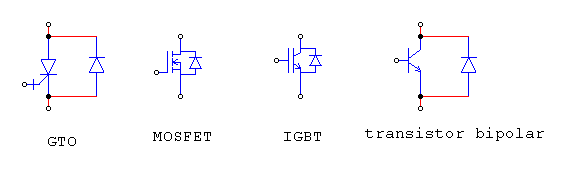 GTO
MOSFET
IGBT
transistor bipolar